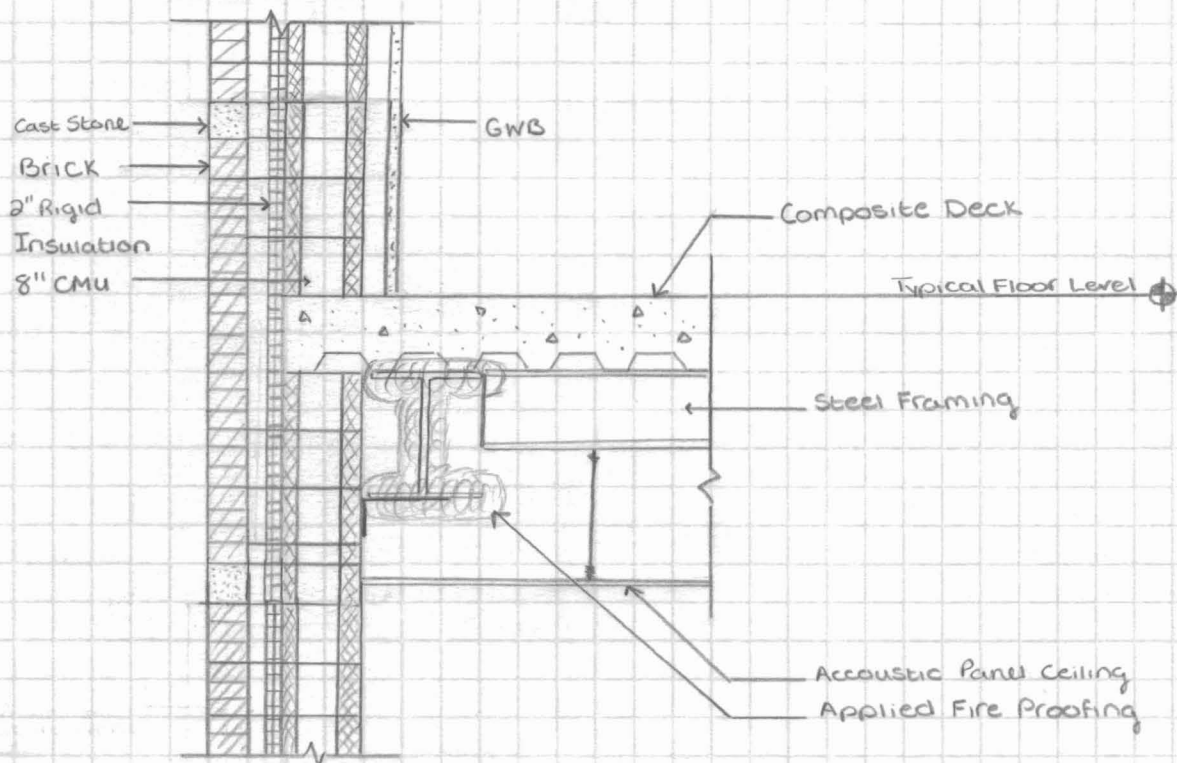 Cast Stone
Brick
2" Rigid
Insulation
8" CMU
GWB
Composite Deck
Typical Floor Level
Steel Framing
Accoustic Panel Ceiling
Applied Fire Proofing